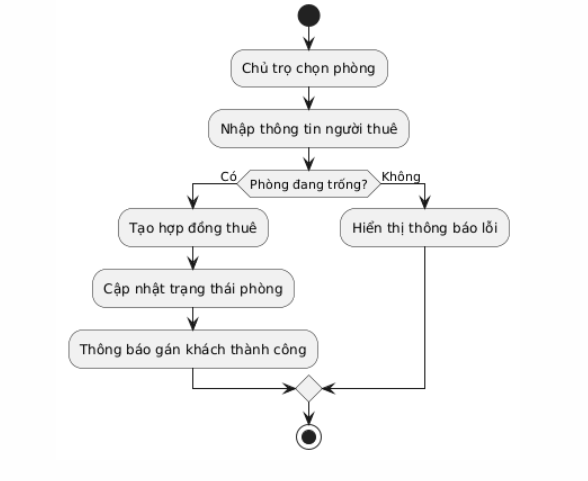 Chủ trọ chọn phòng
Nhập thông tin người thuê
Có
Phòng đang trống?
Không
Tạo hợp đồng thuê
Hiển thị thông báo lỗi
Cập nhật trạng thái phòng
Thông báo gán khách thành công